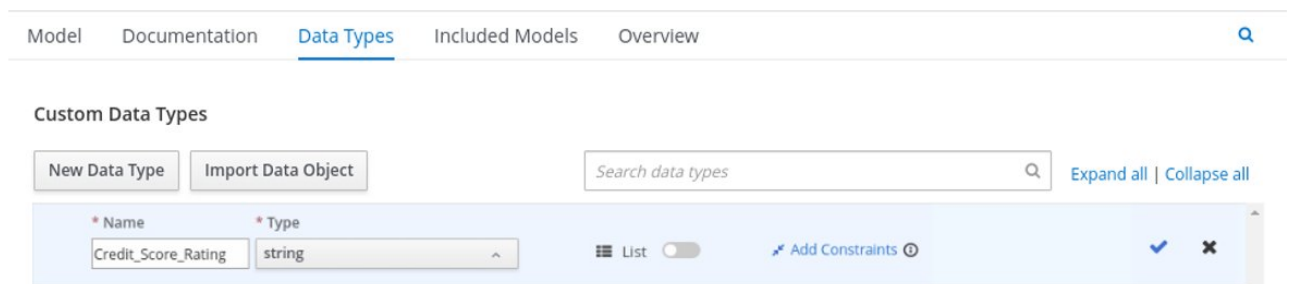 Model Documentation Data Types Included Models Overview
Custom Data Types
New Data Type Import Data Object Search data types Expand all | Collapse all
* Name * Type
Credit_Score_Rating string List Add Constraints